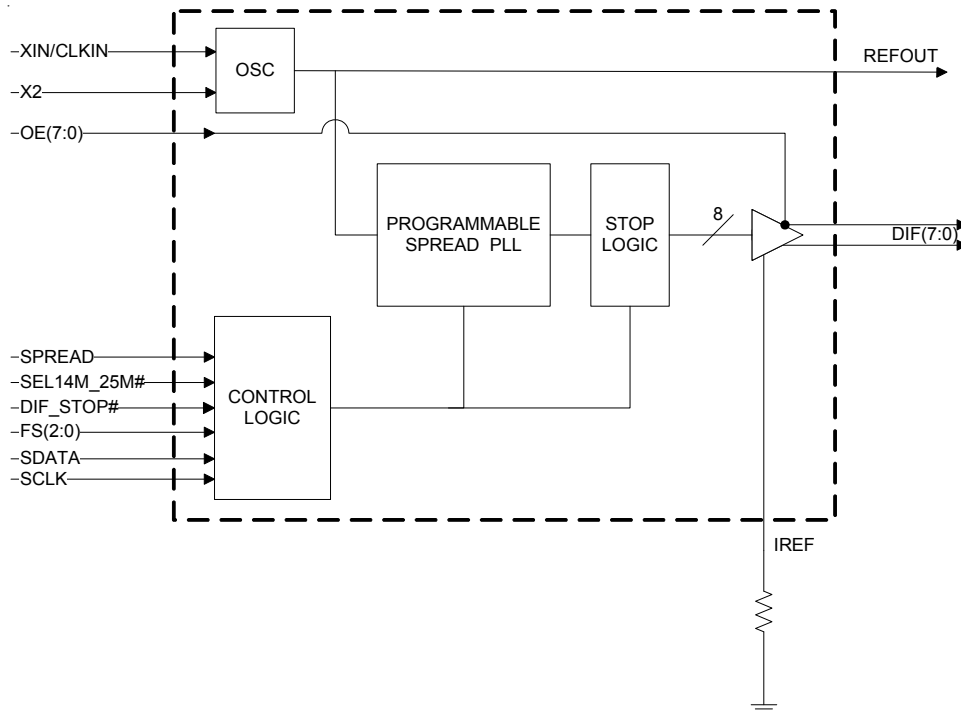 XIN/CLKIN
X2
OE(7:0)
OSC
REFOUT
PROGRAMMABLE
SPREAD PLL
STOP
LOGIC
8
DIF(7:0)
SPREAD
SEL14M_25M#
DIF_STOP#
FS(2:0)
SDATA
SCLK
CONTROL
LOGIC
IREF